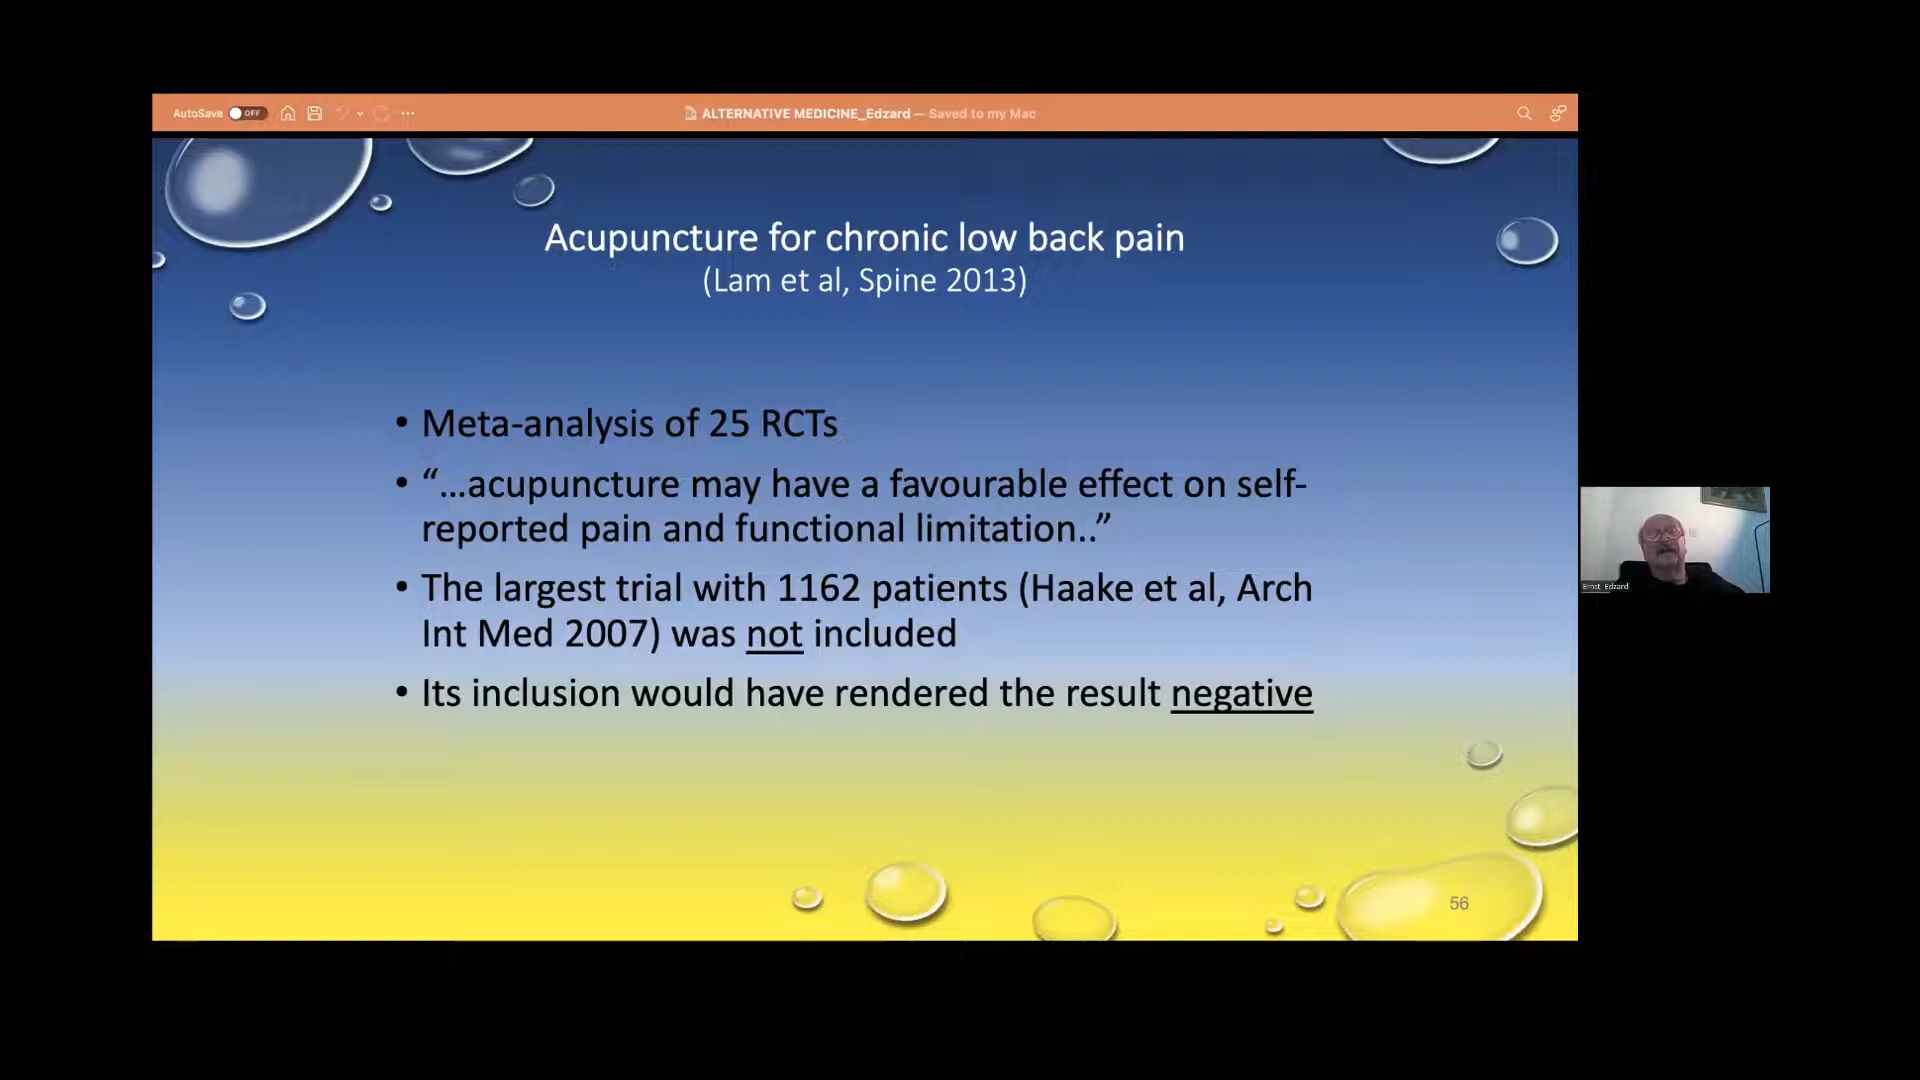 AutoSave OFF ALTERNATIVE MEDICINE_Edzard — Saved to my Mac
Acupuncture for chronic low back pain
(Lam et al, Spine 2013)
• Meta-analysis of 25 RCTs
• “…acupuncture may have a favourable effect on self-
reported pain and functional limitation..”
• The largest trial with 1162 patients (Haake et al, Arch
Int Med 2007) was not included
• Its inclusion would have rendered the result negative
Ernst, Edzard
56